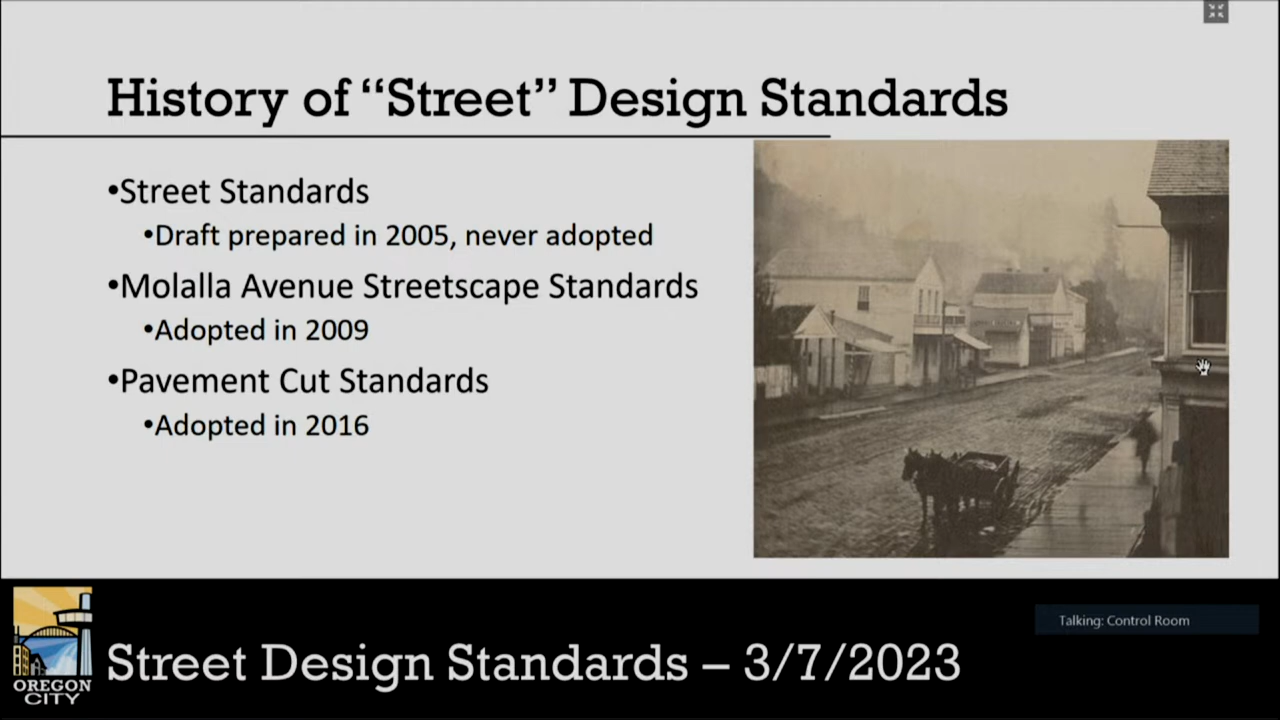 History of “Street” Design Standards
•Street Standards
•Draft prepared in 2005, never adopted
•Molalla Avenue Streetscape Standards
•Adopted in 2009
•Pavement Cut Standards
•Adopted in 2016
Talking: Control Room
Street Design Standards – 3/7/2023
OREGON
CITY